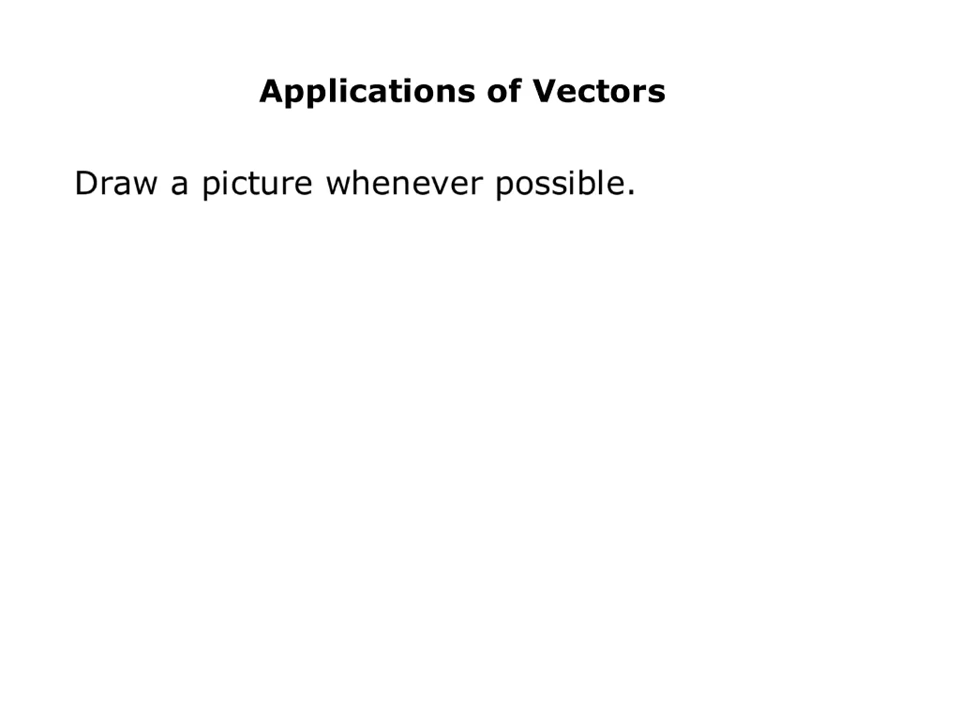 Applications of Vectors
Draw a picture whenever possible.